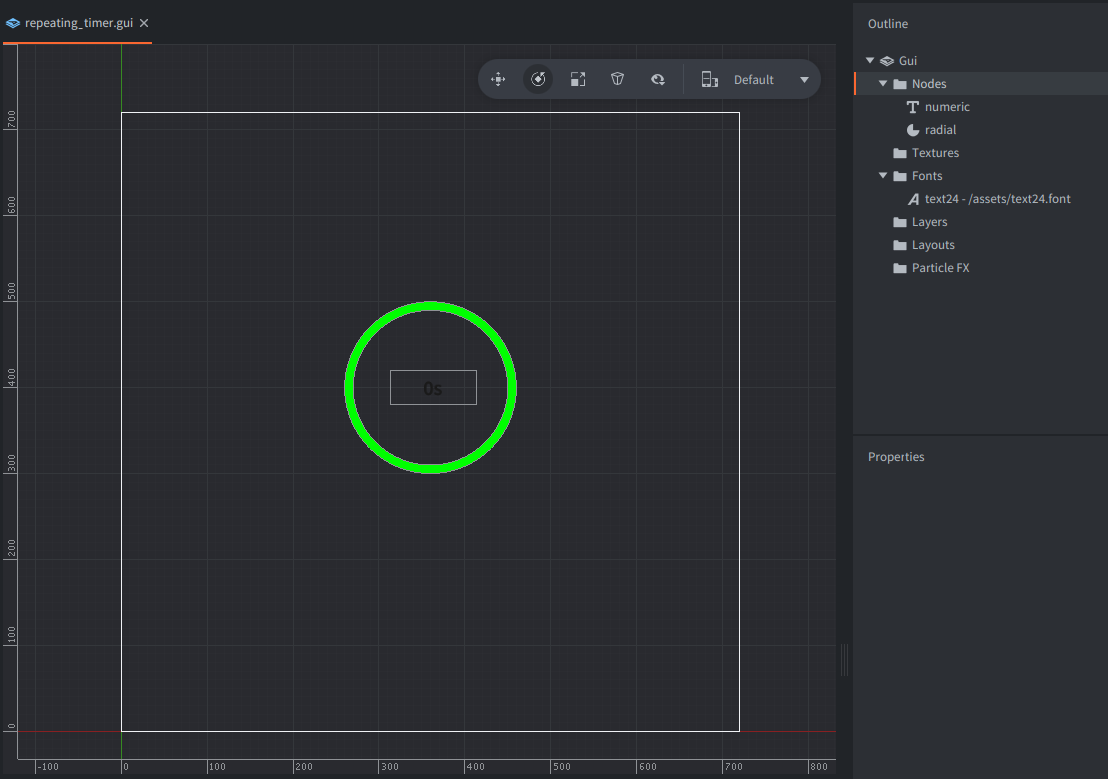 repeating_timer.gui
Default
700
600
500
400
300
200
100
0
0s
-100
0
100
200
300
400
500
600
700
800
Outline
Gui
Nodes
numeric
radial
Textures
Fonts
text24 - /assets/text24.font
Layers
Layouts
Particle FX
Properties